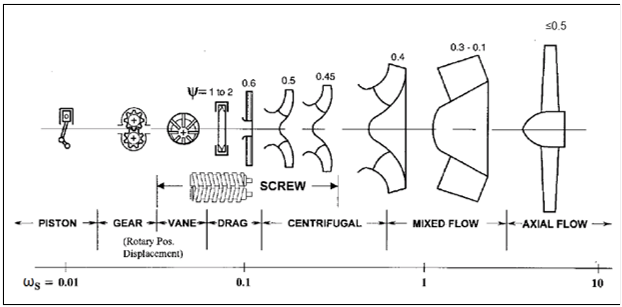 ≤0.5
0.3 - 0.1
0.4
Ψ= 1 to 2
0.6
0.5
0.45
SCREW
PISTON GEAR VANE DRAG CENTRIFUGAL MIXED FLOW AXIAL FLOW
(Rotary Pos.
Displacement)
ωS = 0.01 0.1 1 10